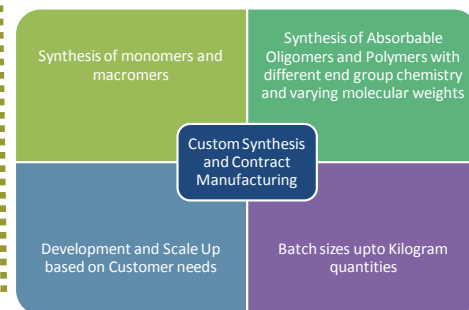 Synthesis of monomers and
macromers
Synthesis of Absorbable
Oligomers and Polymers with
different end group chemistry
and varying molecular weights
Custom Synthesis
and Contract
Manufacturing
Development and Scale Up
based on Customer needs
Batch sizes upto Kilogram
quantities